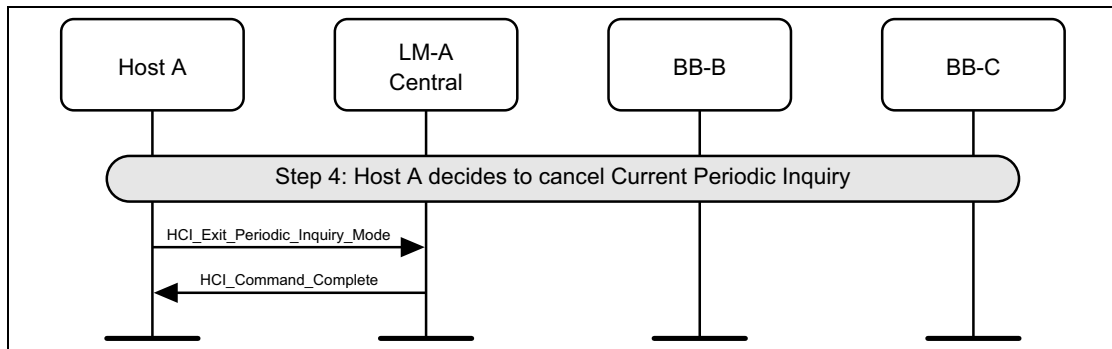 Host A
LM-A
Central
BB-B
BB-C
Step 4: Host A decides to cancel Current Periodic Inquiry
HCI_Exit_Periodic_Inquiry_Mode
HCI_Command_Complete